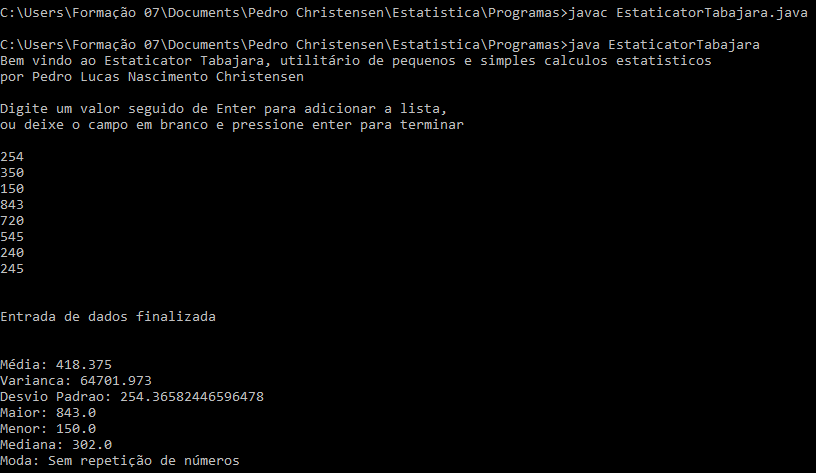 C:\Users\Formação 07\Documents\Pedro Christensen\Estatistica\Programas>javac EstaticatorTabajara.java
C:\Users\Formação 07\Documents\Pedro Christensen\Estatistica\Programas>java EstaticatorTabajara
Bem vindo ao Estaticator Tabajara, utilitário de pequenos e simples calculos estatisticos
por Pedro Lucas Nascimento Christensen
Digite um valor seguido de Enter para adicionar a lista,
ou deixe o campo em branco e pressione enter para terminar
254
350
150
843
720
545
240
245
Entrada de dados finalizada
Média: 418.375
Varianca: 64701.973
Desvio Padrao: 254.36582446596478
Maior: 843.0
Menor: 150.0
Mediana: 302.0
Moda: Sem repetição de números